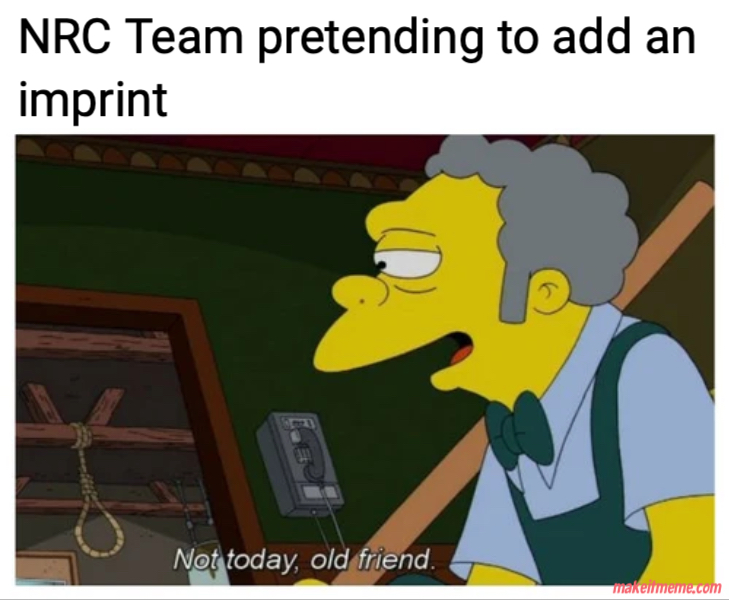 NRC Team pretending to add an
imprint
Not today, old friend.
makeitmeme.com